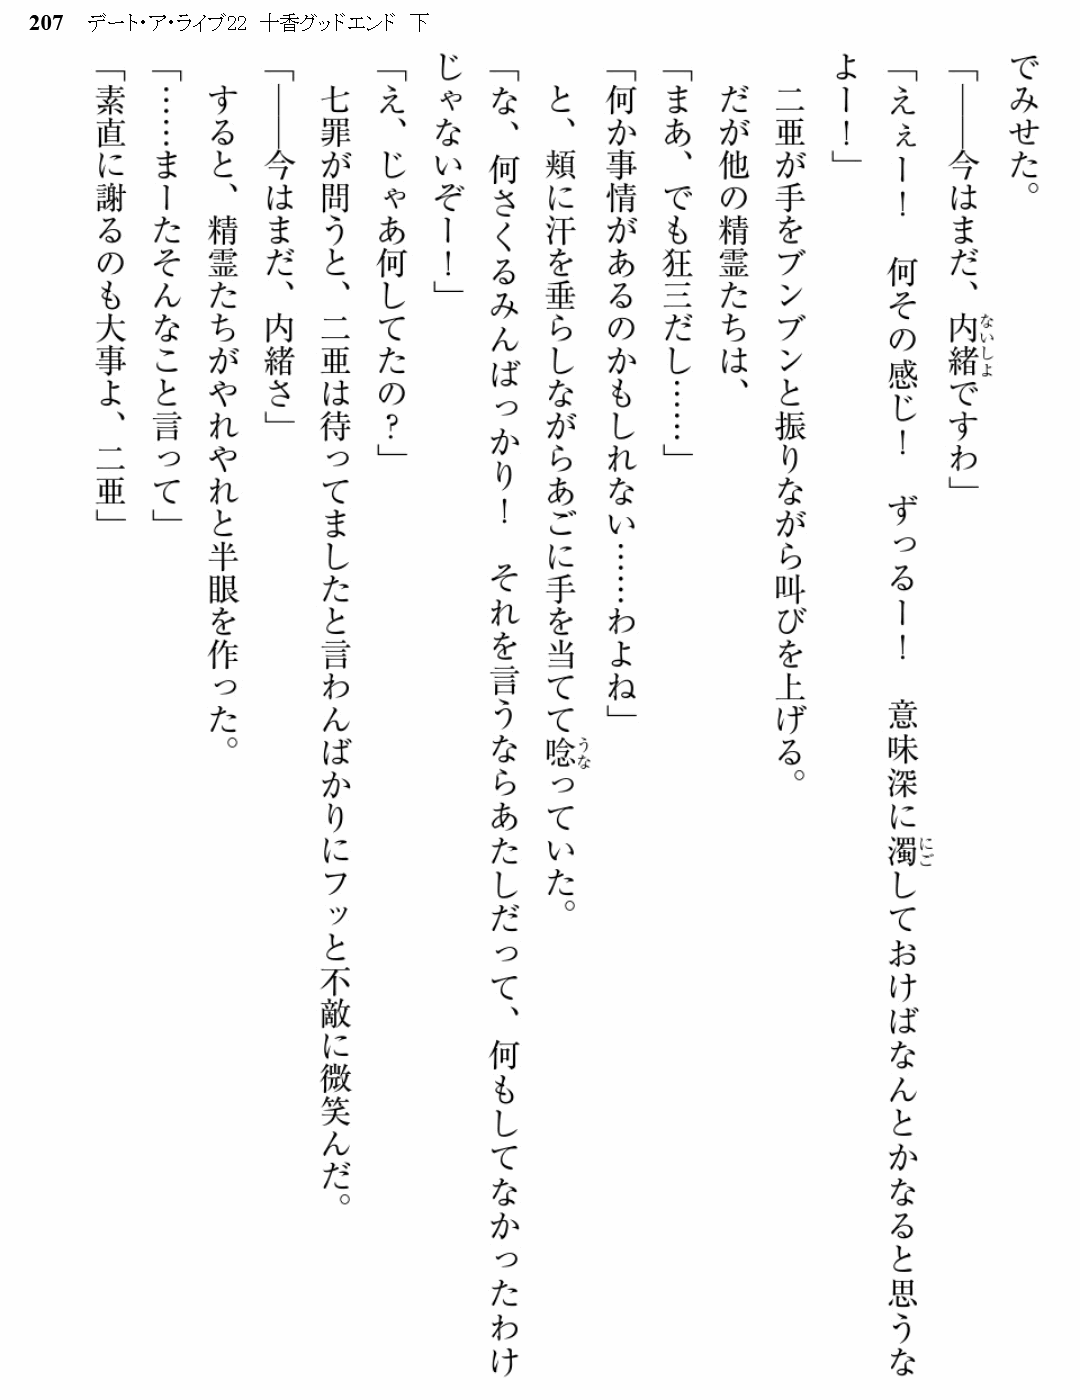 207 デート・ア・ライブ22 十香グッドエンド 下
でみせた。
「――今はまだ、内緒ですわ」
「えぇー！ 何その感じ！ ずっるー！ 意味深に濁しておけばなんとかなると思うな
よー！」
二亜が手をブンブンと振りながら叫びを上げる。
だが他の精霊たちは、
「まあ、でも狂三だし……」
「何か事情があるのかもしれない……わよね」
と、頬に汗を垂らしながらあごに手を当てて唸っていた。
「な、何さくるみんばっかり！ それを言うならあたしだって、何もしてなかったわけ
じゃないぞー！」
「え、じゃあ何してたの？」
七罪が問うと、二亜は待ってましたと言わんばかりにフッと不敵に微笑んだ。
「――今はまだ、内緒さ」
すると、精霊たちがやれやれと半眼を作った。
「……まーたそんなこと言って」
「素直に謝るのも大事よ、二亜」